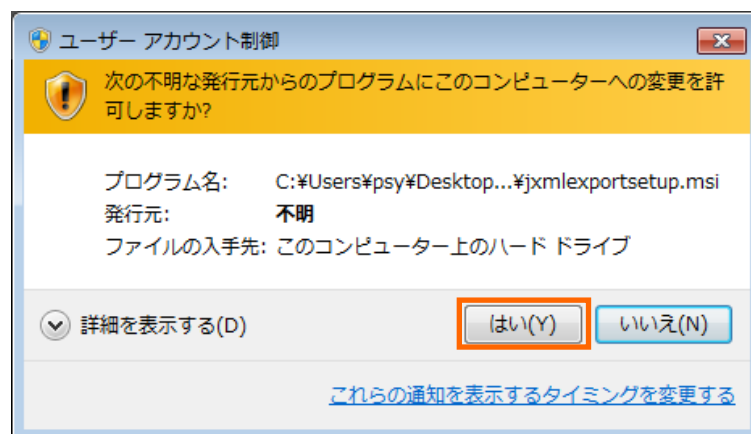 ユーザー アカウント制御
次の不明な発行元からのプログラムにこのコンピューターへの変更を許
可しますか?
プログラム名: C:¥Users¥psy¥Desktop...¥jxmlexportsetup.msi
発行元: 不明
ファイルの入手先: このコンピューター上のハード ドライブ
詳細を表示する(D) はい(Y) いいえ(N)
これらの通知を表示するタイミングを変更する